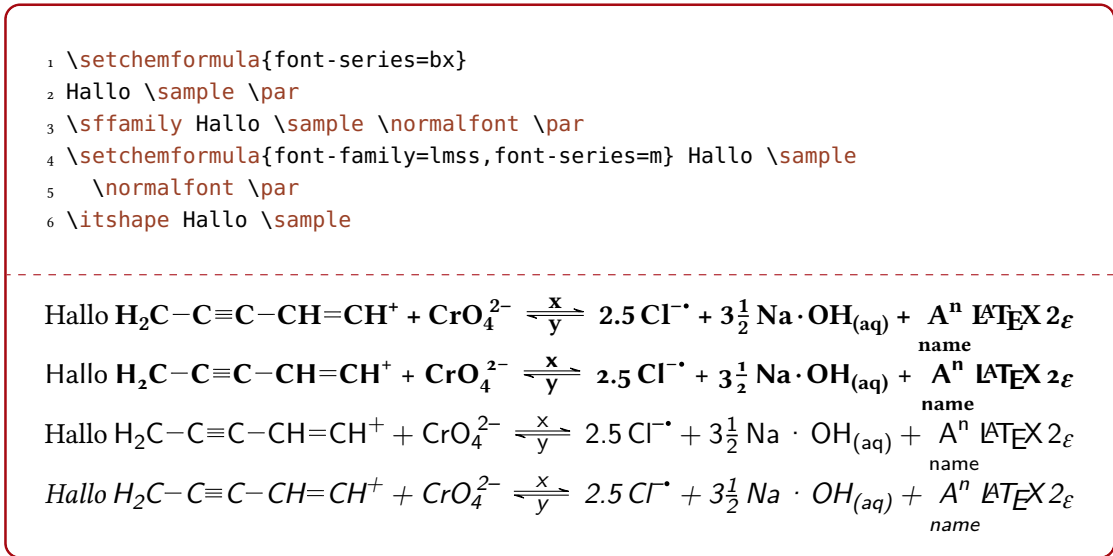 1 \setchemformula{font-series=bx}
2 Hallo \sample \par
3 \sffamily Hallo \sample \normalfont \par
4 \setchemformula{font-family=lmss,font-series=m} Hallo \sample
5 \normalfont \par
6 \itshape Hallo \sample
Hallo H₂C−C≡C−CH=CH⁺ + CrO₄²⁻ x ⇌ y 2.5 Cl⁻• + 3½ Na·OH(aq) + Aⁿ name LATEX 2ε
Hallo H₂C−C≡C−CH=CH⁺ + CrO₄²⁻ x ⇌ y 2.5 Cl⁻• + 3½ Na·OH(aq) + Aⁿ name LATEX 2ε
Hallo H₂C−C≡C−CH=CH⁺ + CrO₄²⁻ x ⇌ y 2.5 Cl⁻• + 3½ Na · OH(aq) + Aⁿ name LATEX 2ε
Hallo H₂C−C≡C−CH=CH⁺ + CrO₄²⁻ x ⇌ y 2.5 Cl⁻• + 3½ Na · OH(aq) + Aⁿ name LATEX 2ε